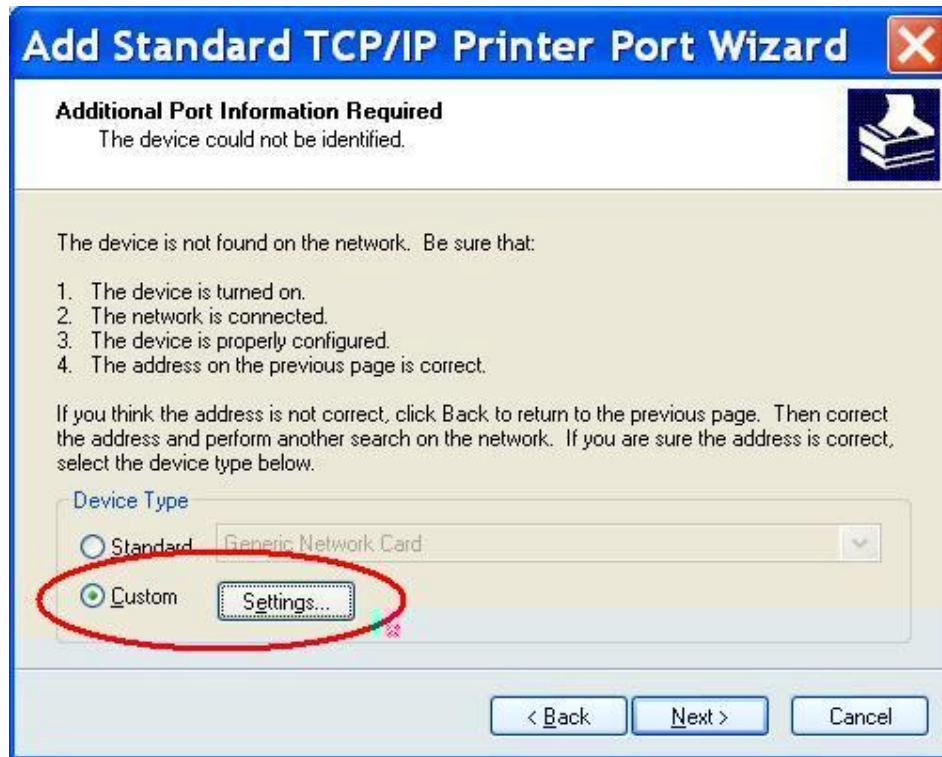 Add Standard TCP/IP Printer Port Wizard
Additional Port Information Required
The device could not be identified.
The device is not found on the network. Be sure that:
1. The device is turned on.
2. The network is connected.
3. The device is properly configured.
4. The address on the previous page is correct.
If you think the address is not correct, click Back to return to the previous page. Then correct
the address and perform another search on the network. If you are sure the address is correct,
select the device type below.
Device Type
Standard Generic Network Card
Custom Settings...
< Back Next > Cancel